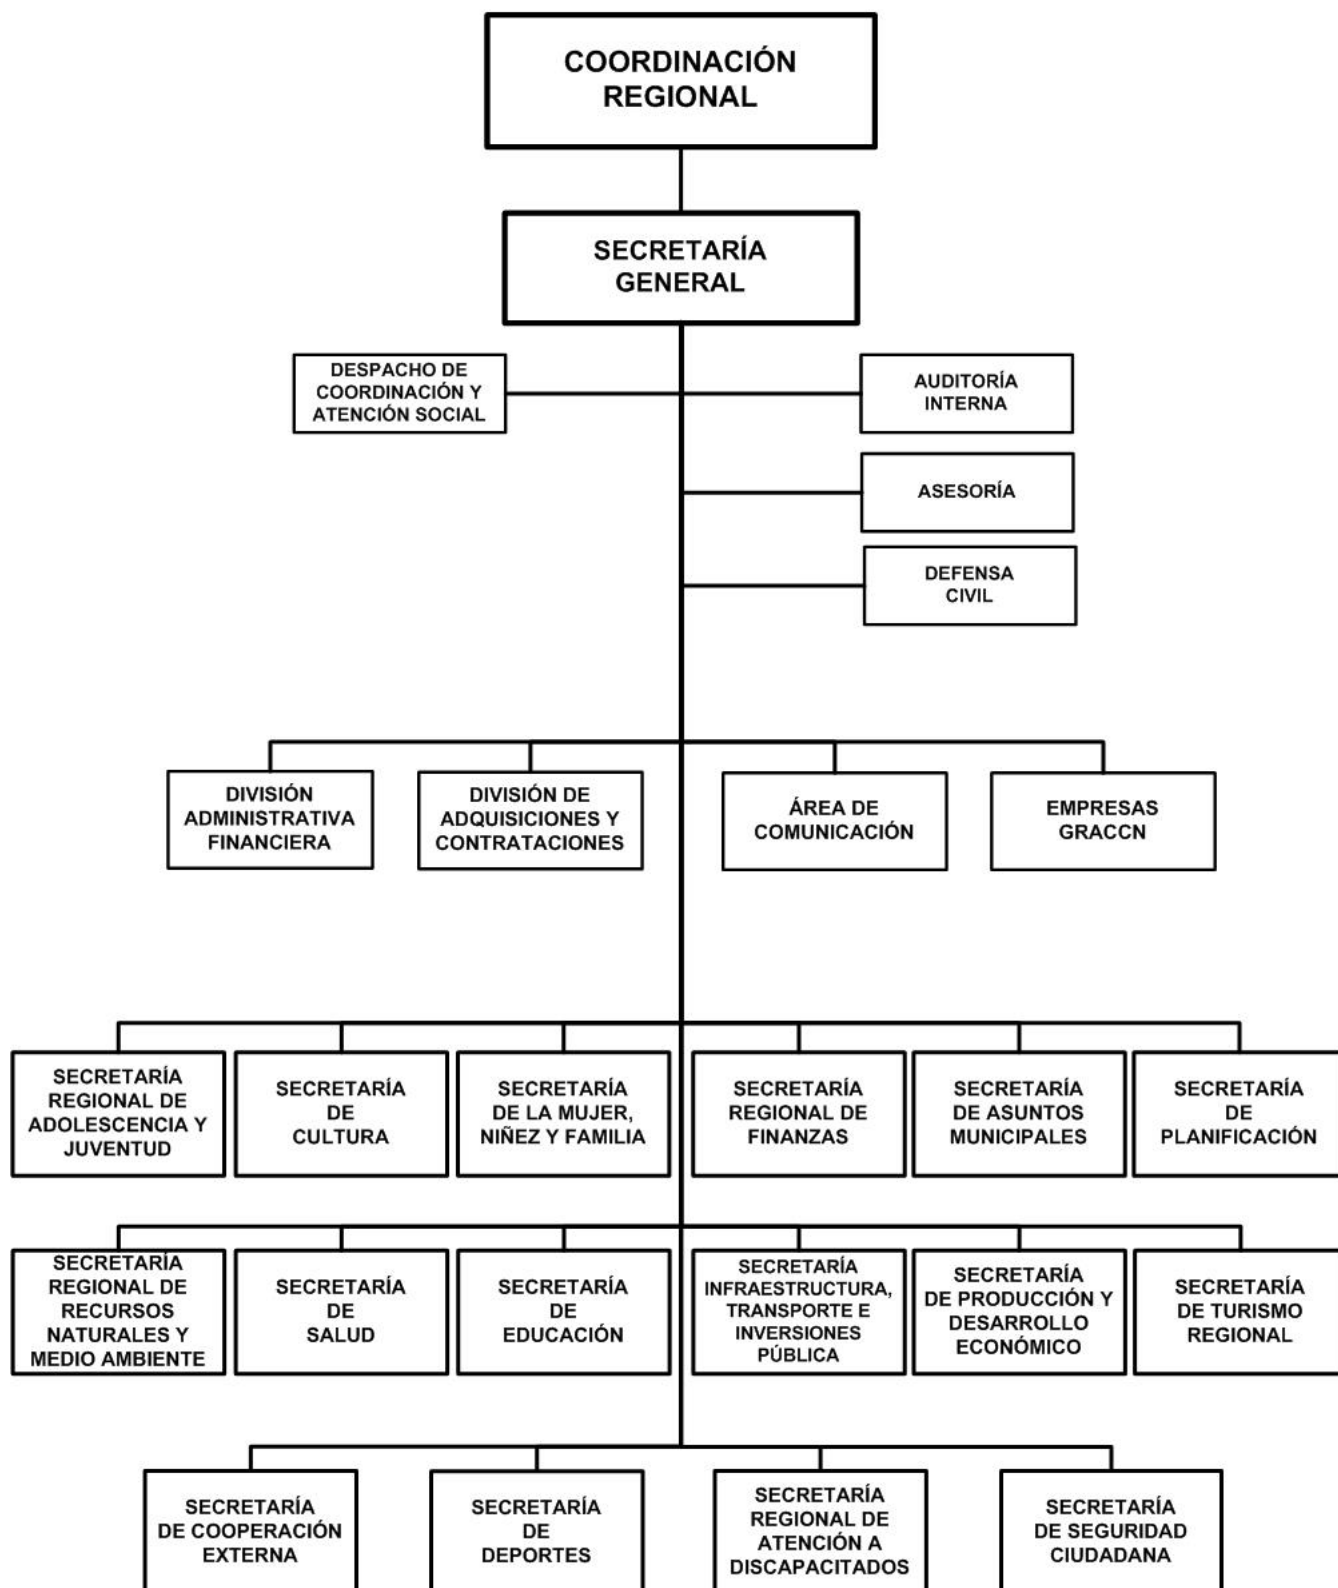 COORDINACIÓN
REGIONAL
SECRETARÍA
GENERAL
DESPACHO DE
COORDINACIÓN Y
ATENCIÓN SOCIAL
AUDITORÍA
INTERNA
ASESORÍA
DEFENSA
CIVIL
DIVISIÓN
ADMINISTRATIVA
FINANCIERA
DIVISIÓN DE
ADQUISICIONES Y
CONTRATACIONES
ÁREA DE
COMUNICACIÓN
EMPRESAS
GRACCN
SECRETARÍA
REGIONAL DE
ADOLESCENCIA Y
JUVENTUD
SECRETARÍA
DE
CULTURA
SECRETARÍA
DE LA MUJER,
NIÑEZ Y FAMILIA
SECRETARÍA
REGIONAL DE
FINANZAS
SECRETARÍA
DE ASUNTOS
MUNICIPALES
SECRETARÍA
DE
PLANIFICACIÓN
SECRETARÍA
REGIONAL DE
RECURSOS
NATURALES Y
MEDIO AMBIENTE
SECRETARÍA
DE
SALUD
SECRETARÍA
DE
EDUCACIÓN
SECRETARÍA
INFRAESTRUCTURA,
TRANSPORTE E
INVERSIONES
PÚBLICA
SECRETARÍA
DE PRODUCCIÓN Y
DESARROLLO
ECONÓMICO
SECRETARÍA
DE TURISMO
REGIONAL
SECRETARÍA
DE COOPERACIÓN
EXTERNA
SECRETARÍA
DE
DEPORTES
SECRETARÍA
REGIONAL DE
ATENCIÓN A
DISCAPACITADOS
SECRETARÍA
DE SEGURIDAD
CIUDADANA